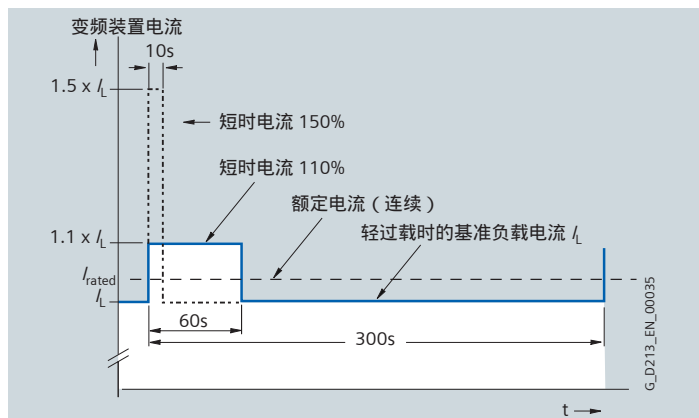 变频装置电流
10s
1.5 x IL
短时电流 150%
短时电流 110%
额定电流（连续）
轻过载时的基准负载电流 IL
1.1 x IL
Irated
IL
60s
300s
t
G_D213_EN_00035